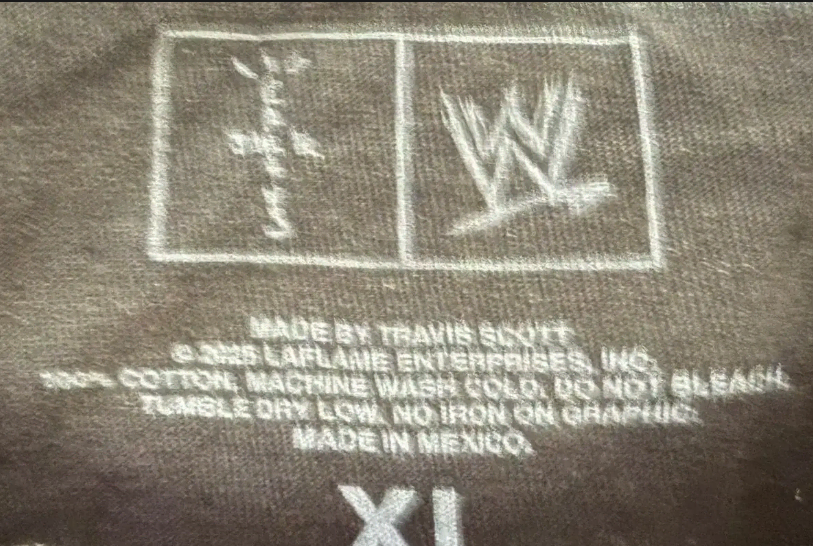 W
MADE BY TRAVIS SCOTT
© 2025 LAFLAME ENTERPRISES, INC.
100% COTTON, MACHINE WASH COLD, DO NOT BLEACH,
TUMBLE DRY LOW, NO IRON ON GRAPHIC.
MADE IN MEXICO.
XL